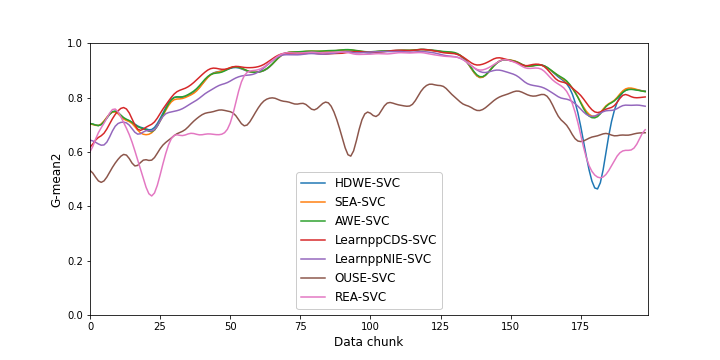 1.0
0.8
0.6
0.4
0.2
0.0
G-mean2
HDWE-SVC
SEA-SVC
AWE-SVC
LearnppCDS-SVC
LearnppNIE-SVC
OUSE-SVC
REA-SVC
0 25 50 75 100 125 150 175
Data chunk